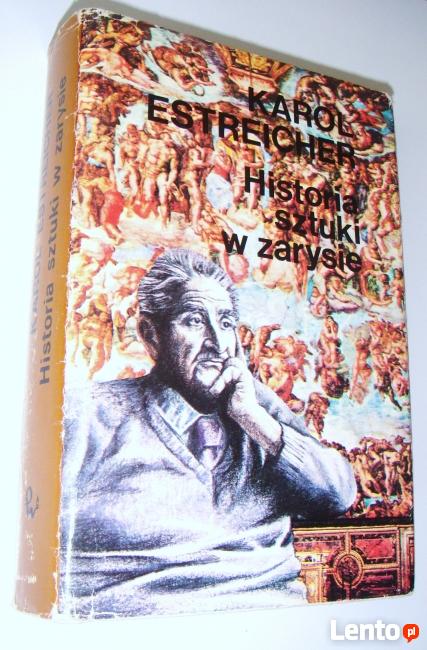 KAROL
ESTREICHER
Historia
sztuki
w zarysie
KAROL ESTREICHER
Historia sztuki w zarysie
Lento.pl